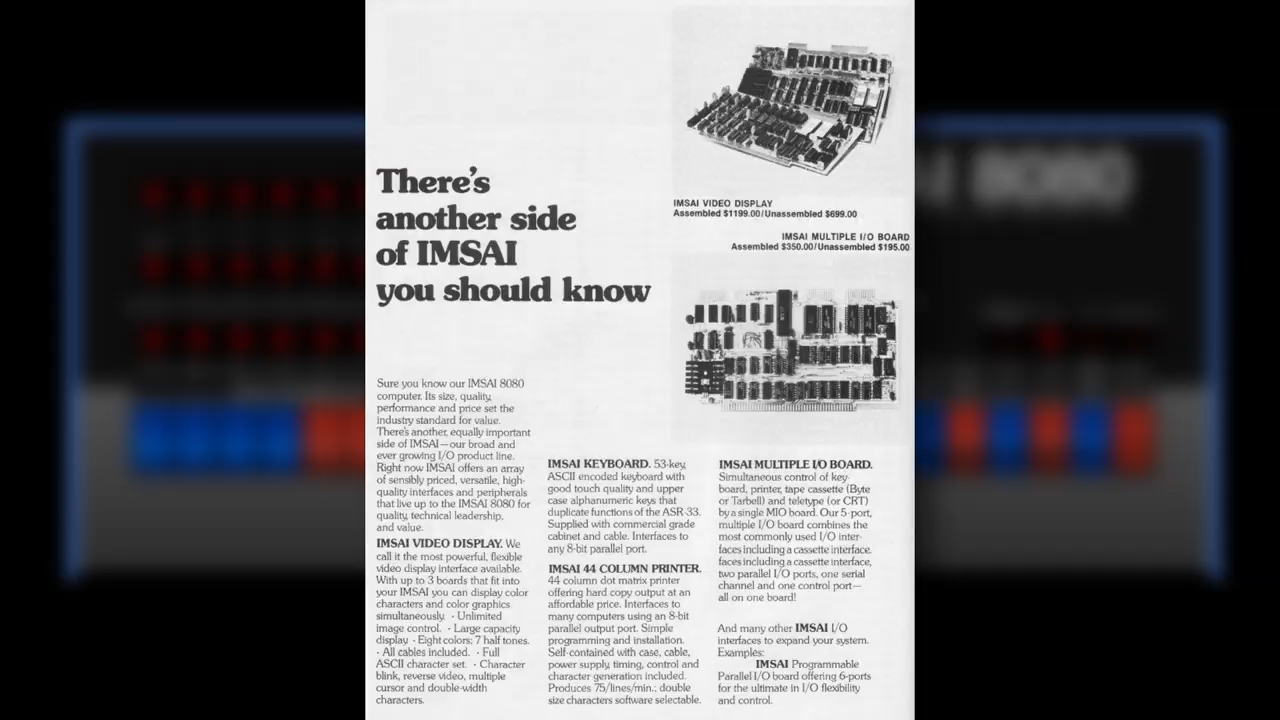 There's
another side
of IMSAI
you should know
IMSAI VIDEO DISPLAY
Assembled $1199.00/Unassembled $699.00
IMSAI MULTIPLE I/O BOARD
Assembled $350.00/Unassembled $195.00
Sure you know our IMSAI 8080
computer. Its size, quality,
performance and price set the
industry standard for value.
There's another, equally important
side of IMSAI—our broad and
ever growing I/O product line.
Right now IMSAI offers an array
of sensibly priced, versatile, high-
quality interfaces and peripherals
that live up to the IMSAI 8080 for
quality, technical leadership,
and value.
IMSAI VIDEO DISPLAY. We
call it the most powerful, flexible
video display interface available.
With up to 3 boards that fit into
your IMSAI you can display color
characters and color graphics
simultaneously. · Unlimited
image control. · Large capacity
display · Eight colors; 7 half tones.
· All cables included. · Full
ASCII character set. · Character
blink, reverse video, multiple
cursor and double-width
characters.
IMSAI KEYBOARD. 53-key,
ASCII encoded keyboard with
good touch quality and upper
case alphanumeric keys that
duplicate functions of the ASR-33.
Supplied with commercial grade
cabinet and cable. Interfaces to
any 8-bit parallel port.
IMSAI 44 COLUMN PRINTER.
44 column dot matrix printer
offering hard copy output at an
affordable price. Interfaces to
many computers using an 8-bit
parallel output port. Simple
programming and installation.
Self-contained with case, cable,
power supply, timing, control and
character generation included.
Produces 75/lines/min.; double
size characters software selectable.
IMSAI MULTIPLE I/O BOARD.
Simultaneous control of key-
board, printer, tape cassette (Byte
or Tarbell) and teletype (or CRT)
by a single MIO board. Our 5-port,
multiple I/O board combines the
most commonly used I/O inter-
faces including a cassette interface.
faces including a cassette interface,
two parallel I/O ports, one serial
channel and one control port—
all on one board!
And many other IMSAI I/O
interfaces to expand your system.
Examples:
IMSAI Programmable
Parallel I/O board offering 6-ports
for the ultimate in I/O flexibility
and control.
8080